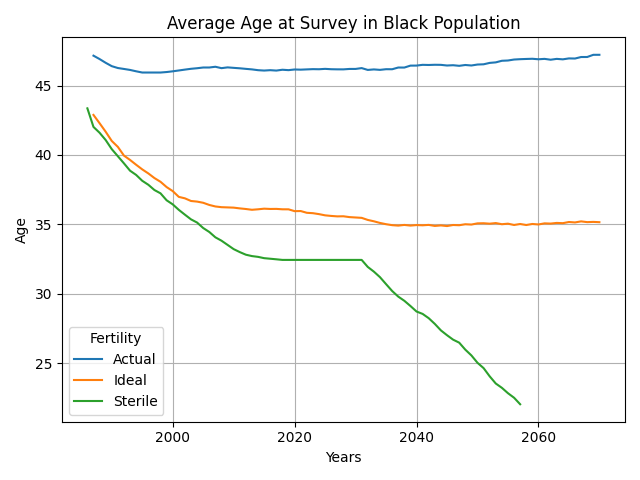 Average Age at Survey in Black Population
Age
45
40
35
30
25
Fertility
Actual
Ideal
Sterile
2000
2020
2040
2060
Years